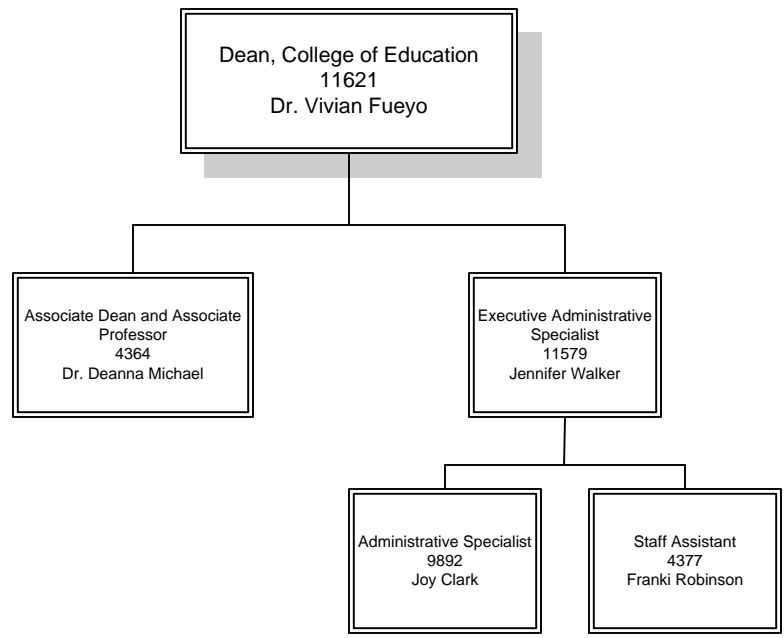 Dean, College of Education
11621
Dr. Vivian Fueyo
Associate Dean and Associate
Professor
4364
Dr. Deanna Michael
Executive Administrative
Specialist
11579
Jennifer Walker
Administrative Specialist
9892
Joy Clark
Staff Assistant
4377
Franki Robinson